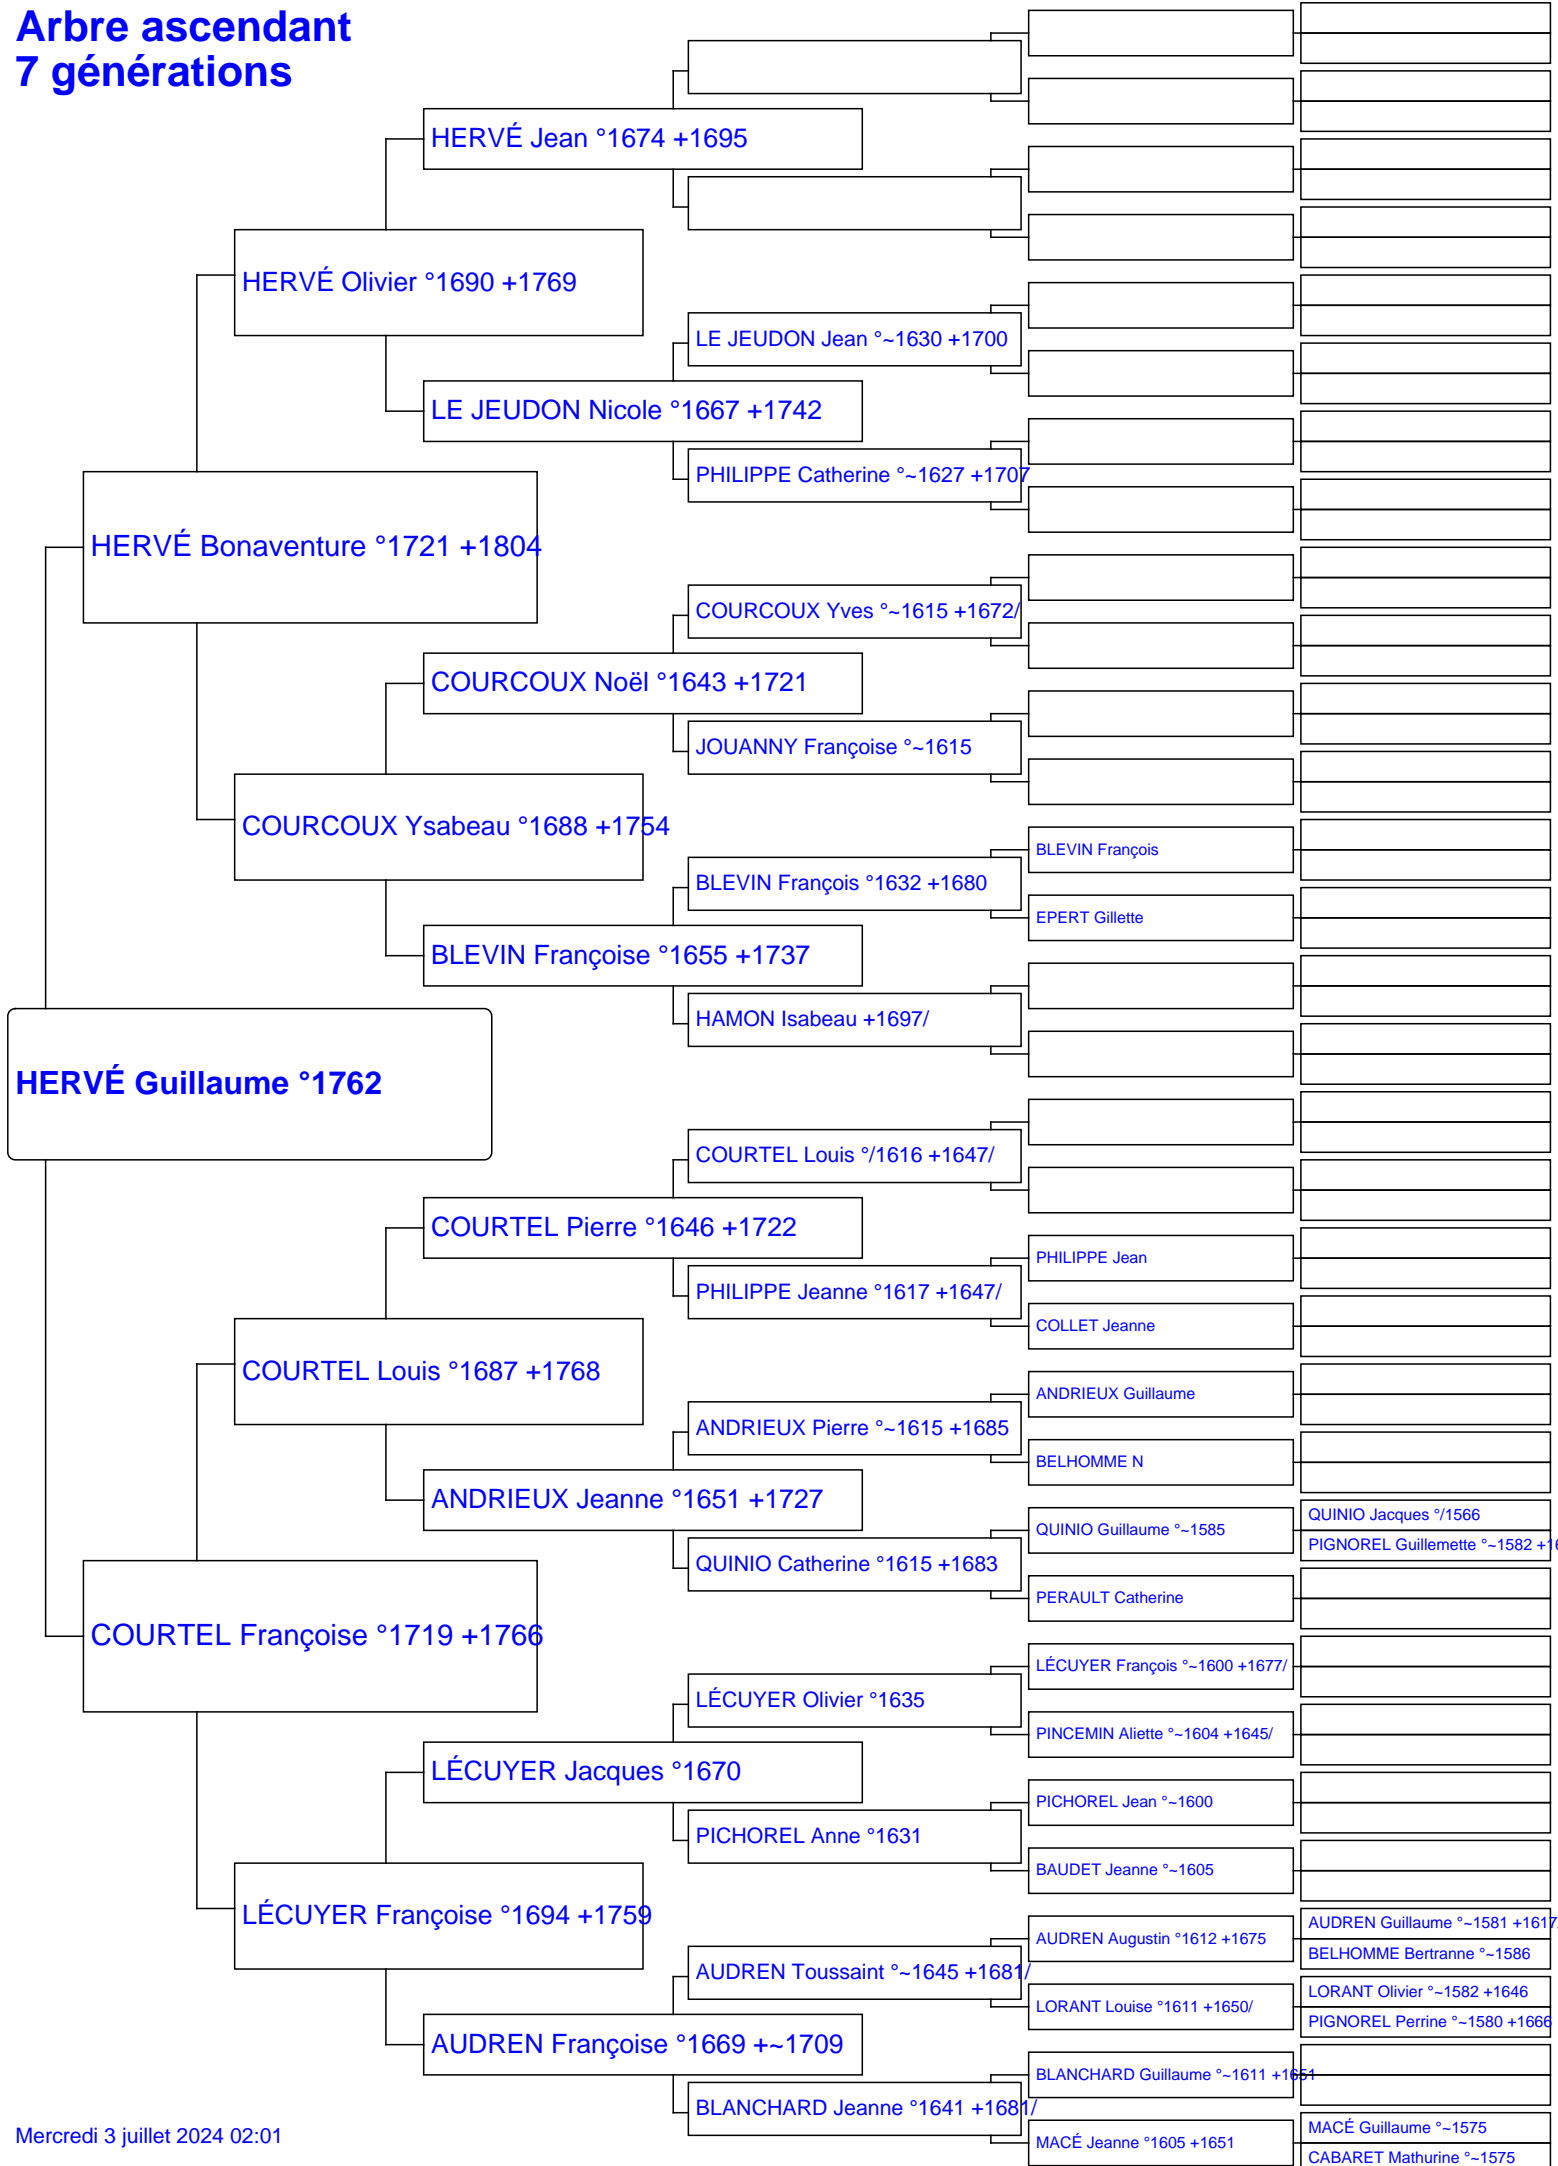 Arbre ascendant
7 générations
HERVÉ Jean °1674 +1695
HERVÉ Olivier °1690 +1769
LE JEUDON Jean °~1630 +1700
LE JEUDON Nicole °1667 +1742
PHILIPPE Catherine °~1627 +1707
HERVÉ Bonaventure °1721 +1804
COURCOUX Yves °~1615 +1672/
COURCOUX Noël °1643 +1721
JOUANNY Françoise °~1615
COURCOUX Ysabeau °1688 +1754
BLEVIN François
BLEVIN François °1632 +1680
EPERT Gillette
BLEVIN Françoise °1655 +1737
HAMON Isabeau +1697/
HERVÉ Guillaume °1762
COURTEL Louis °/1616 +1647/
COURTEL Pierre °1646 +1722
PHILIPPE Jean
PHILIPPE Jeanne °1617 +1647/
COLLET Jeanne
COURTEL Louis °1687 +1768
ANDRIEUX Guillaume
ANDRIEUX Pierre °~1615 +1685
BELHOMME N
ANDRIEUX Jeanne °1651 +1727
QUINIO Jacques °/1566
QUINIO Guillaume °~1585
PIGNOREL Guillemette °~1582
QUINIO Catherine °1615 +1683
PERAULT Catherine
COURTEL Françoise °1719 +1766
LÉCUYER François °~1600 +1677/
LÉCUYER Olivier °1635
PINCEMIN Aliette °~1604 +1645/
LÉCUYER Jacques °1670
PICHOREL Jean °~1600
PICHOREL Anne °1631
BAUDET Jeanne °~1605
LÉCUYER Françoise °1694 +1759
AUDREN Guillaume °~1581 +1617/
AUDREN Augustin °1612 +1675
BELHOMME Bertranne °~1586
AUDREN Toussaint °~1645 +1681/
LORANT Olivier °~1582 +1646
LORANT Louise °1611 +1650/
PIGNOREL Perrine °~1580 +1666
AUDREN Françoise °1669 +~1709
BLANCHARD Guillaume °~1611 +1651
BLANCHARD Jeanne °1641 +1681/
MACÉ Guillaume °~1575
MACÉ Jeanne °1605 +1651
CABARET Mathurine °~1575
Mercredi 3 juillet 2024 02:01